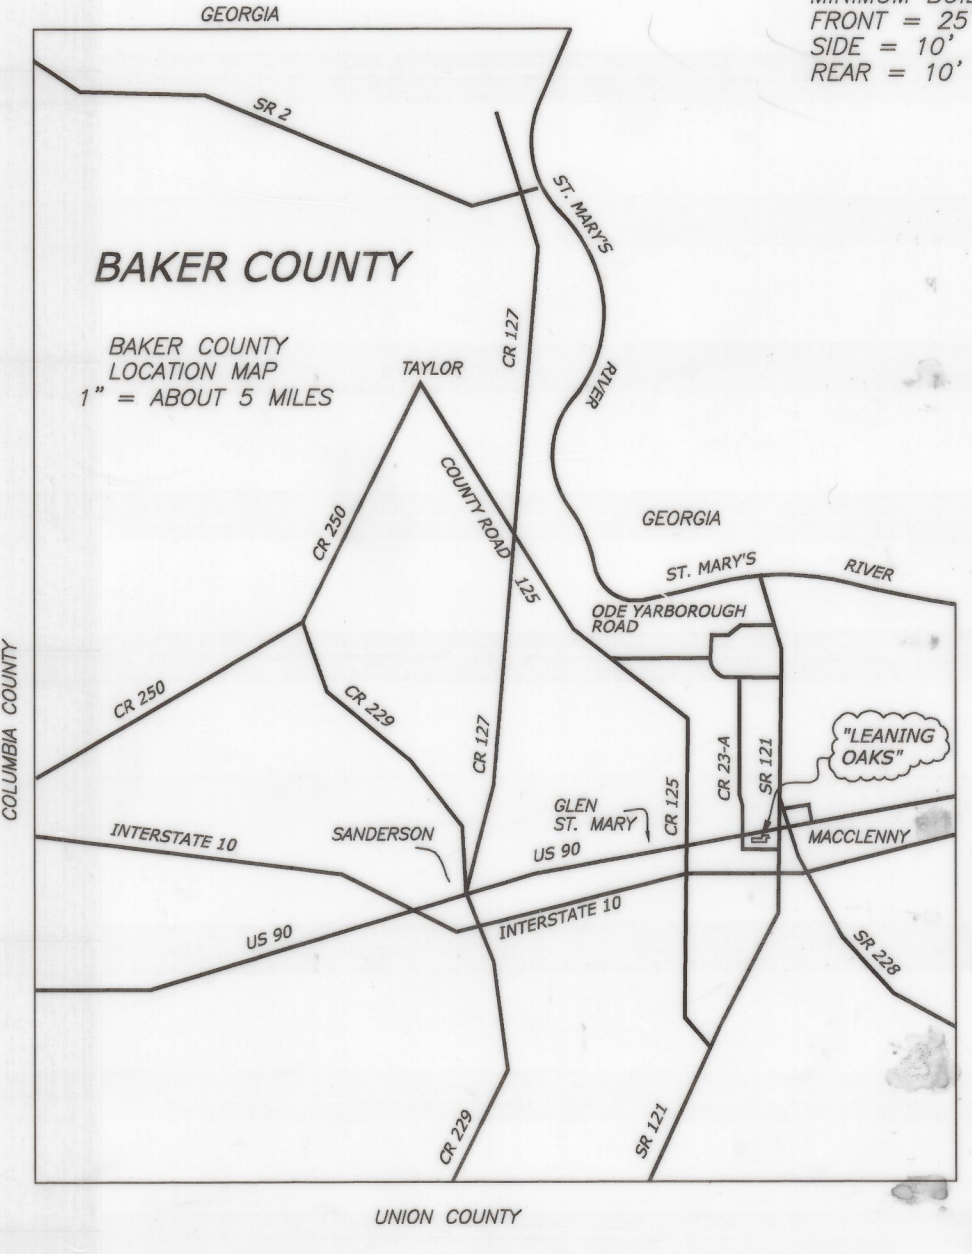 GEORGIA
FRONT = 25'
SIDE = 10'
REAR = 10'
SR 2
ST. MARY'S
RIVER
BAKER COUNTY
CR 127
BAKER COUNTY
LOCATION MAP
1" = ABOUT 5 MILES
TAYLOR
COUNTY ROAD 125
CR 250
GEORGIA
ST. MARY'S RIVER
ODE YARBOROUGH
ROAD
CR 250
CR 229
COLUMBIA COUNTY
CR 127
CR 23-A
SR 121
"LEANING
OAKS"
CR 125
GLEN
ST. MARY
INTERSTATE 10
SANDERSON
US 90
MACCLENNY
US 90
INTERSTATE 10
SR 228
CR 229
SR 121
UNION COUNTY